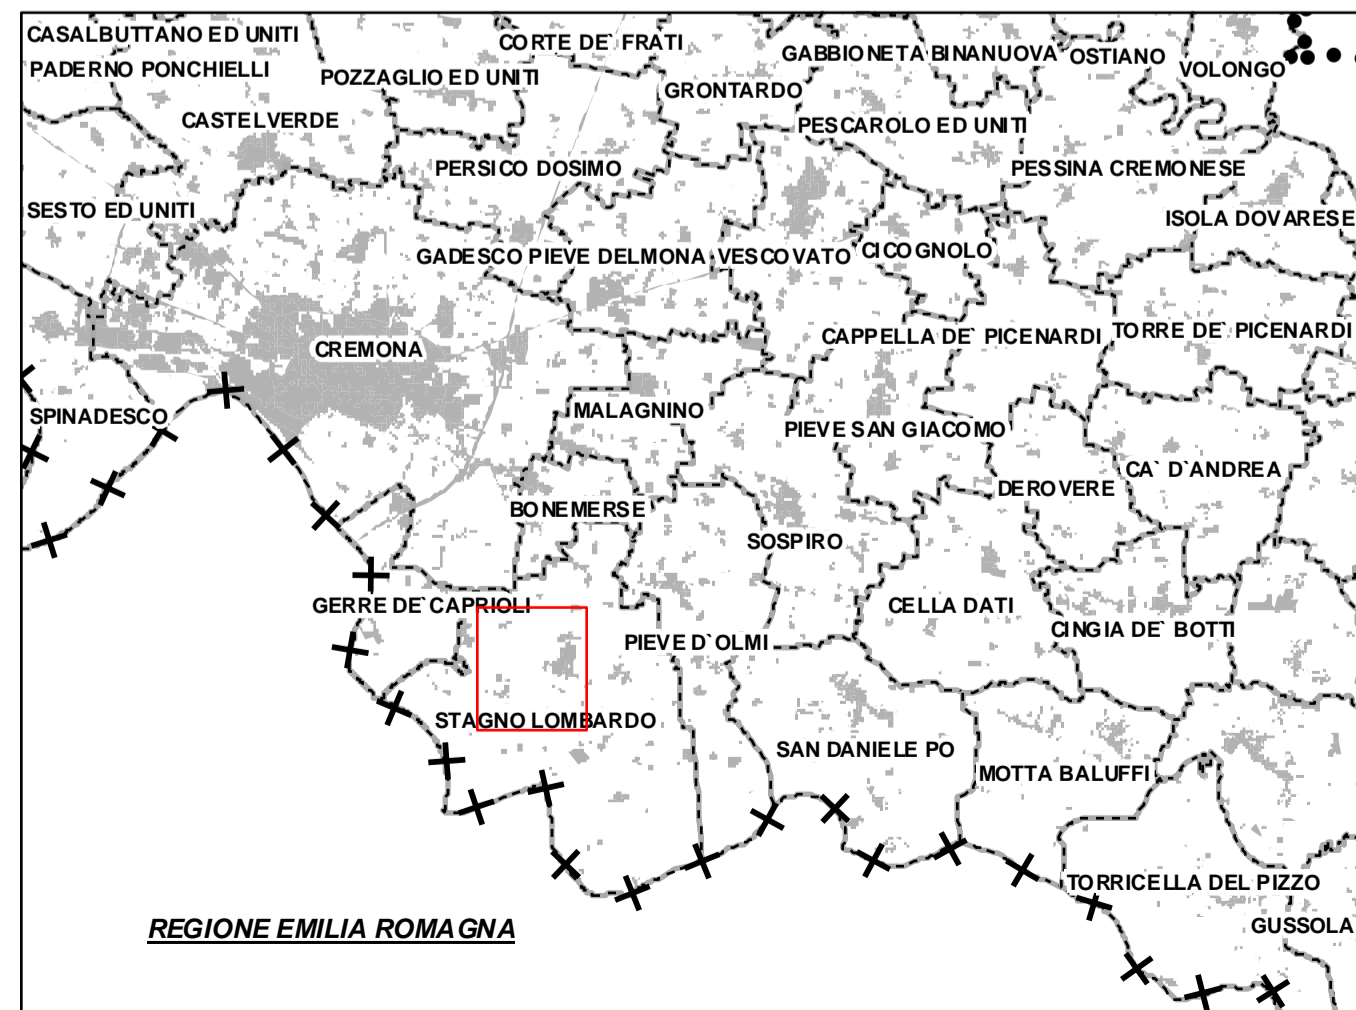 CASALBUTTANO ED UNITI
CORTE DE` FRATI
GABBIONETA BINANUOVA
OSTIANO
VOLONGO
PADERNO PONCHIELLI
POZZAGLIO ED UNITI
GRONTARDO
CASTELVERDE
PESCAROLO ED UNITI
PERSICO DOSIMO
PESSINA CREMONESE
SESTO ED UNITI
ISOLA DOVARESE
GADESCO PIEVE DELMONA
VESCOVATO
CICOGNOLO
CREMONA
CAPPELLA DE` PICENARDI
TORRE DE` PICENARDI
SPINADESCO
MALAGNINO
PIEVE SAN GIACOMO
CA` D`ANDREA
DEROVERE
BONEMERSE
SOSPIRO
GERRE DE` CAPRIOLI
CELLA DATI
CINGIA DE` BOTTI
PIEVE D`OLMI
STAGNO LOMBARDO
SAN DANIELE PO
MOTTA BALUFFI
TORRICELLA DEL PIZZO
GUSSOLA
REGIONE EMILIA ROMAGNA